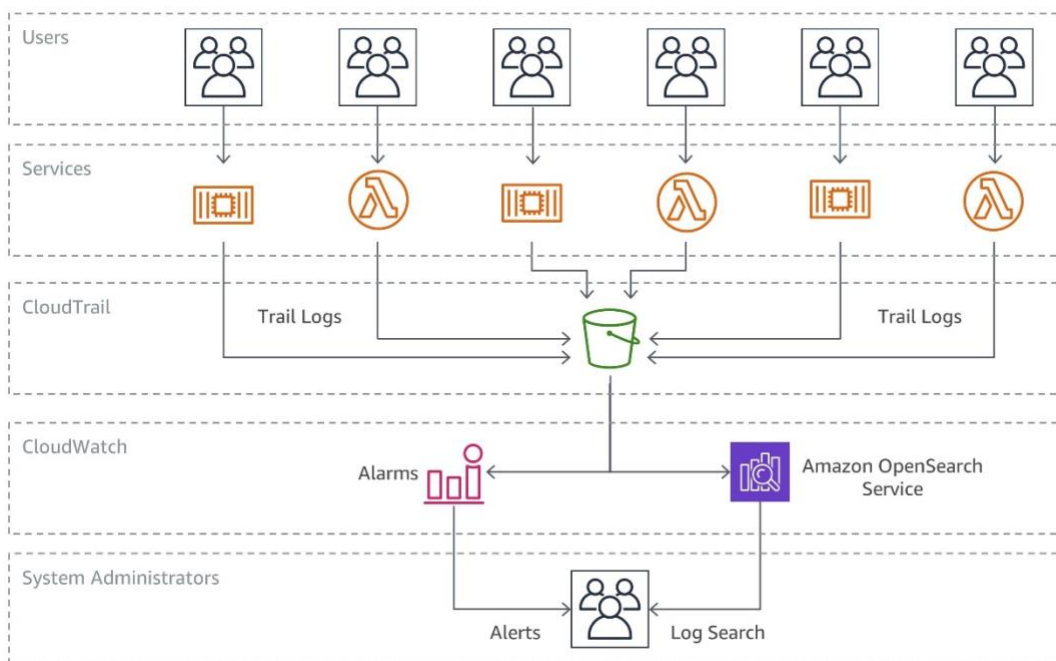 Users
Services
CloudTrail
Trail Logs
Trail Logs
CloudWatch
Alarms
Amazon OpenSearch
Service
System Administrators
Alerts
Log Search